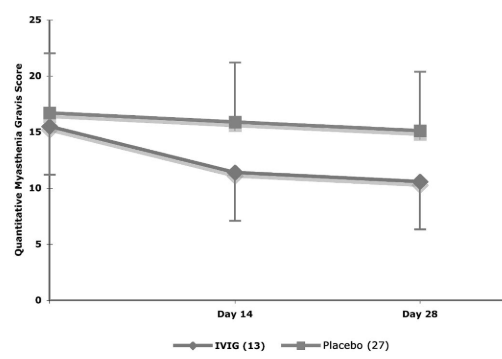 Quantitative Myasthenia Gravis Score
25
20
15
10
5
0
Day 14
Day 28
IVIG (13)
Placebo (27)